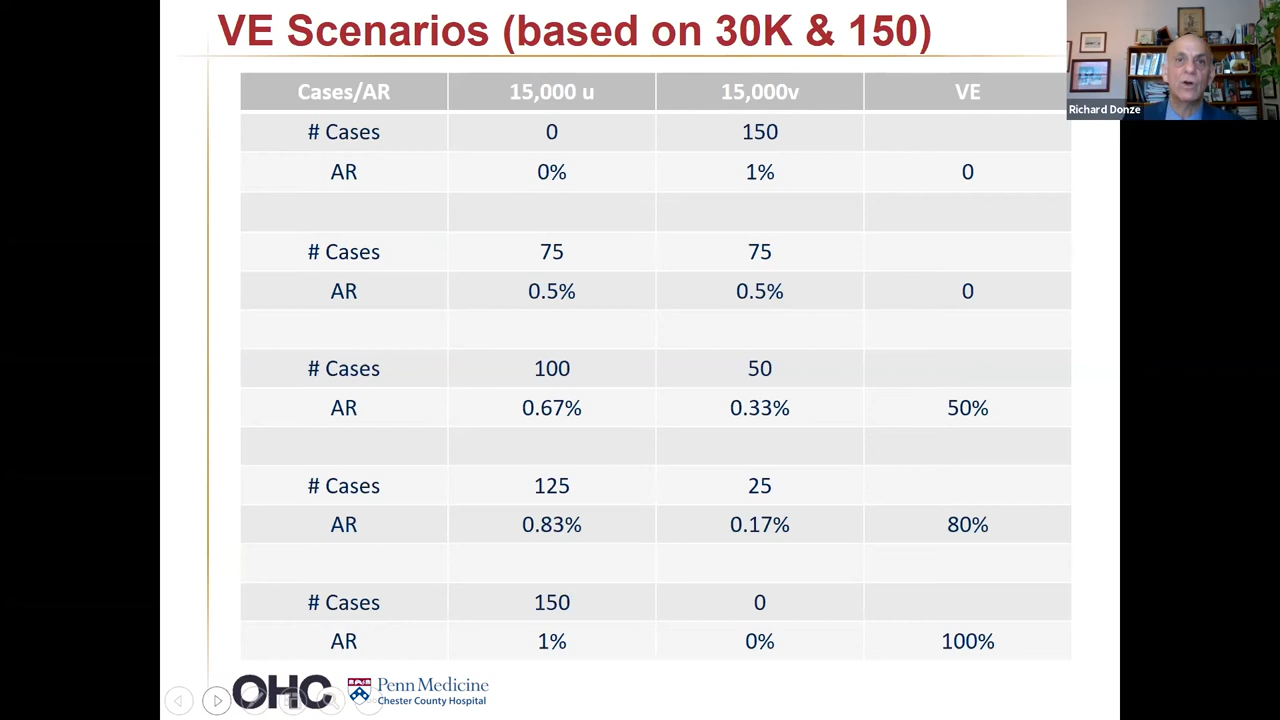 VE Scenarios (based on 30K & 150)
Richard Donze
Cases/AR 15,000 u 15,000v VE
# Cases 0 150
AR 0% 1% 0
# Cases 75 75
AR 0.5% 0.5% 0
# Cases 100 50
AR 0.67% 0.33% 50%
# Cases 125 25
AR 0.83% 0.17% 80%
# Cases 150 0
AR 1% 0% 100%
OHC
Penn Medicine
Chester County Hospital